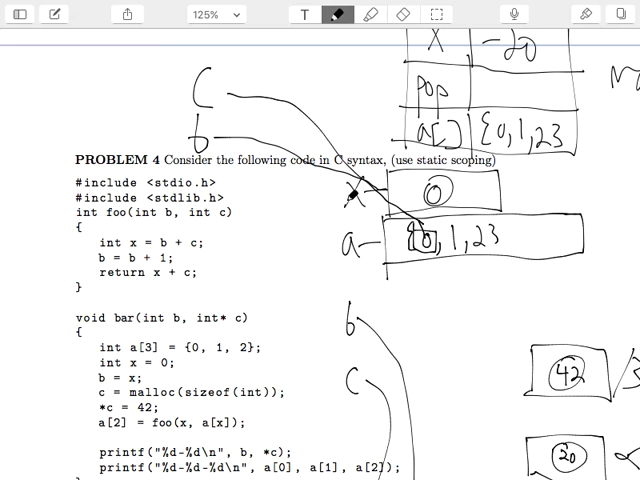 125%
T
X -20
pop
a[] {0,1,2}
C
b
PROBLEM 4 Consider the following code in C syntax, (use static scoping)
#include <stdio.h>
#include <stdlib.h>
int foo(int b, int c)
{
int x = b + c;
b = b + 1;
return x + c;
}
x 0
a {0,1,2}
void bar(int b, int* c)
{
int a[3] = {0, 1, 2};
int x = 0;
b = x;
c = malloc(sizeof(int));
*c = 42;
a[2] = foo(x, a[x]);
printf("%d-%d\n", b, *c);
printf("%d-%d-%d\n", a[0], a[1], a[2]);
b
C
42
20